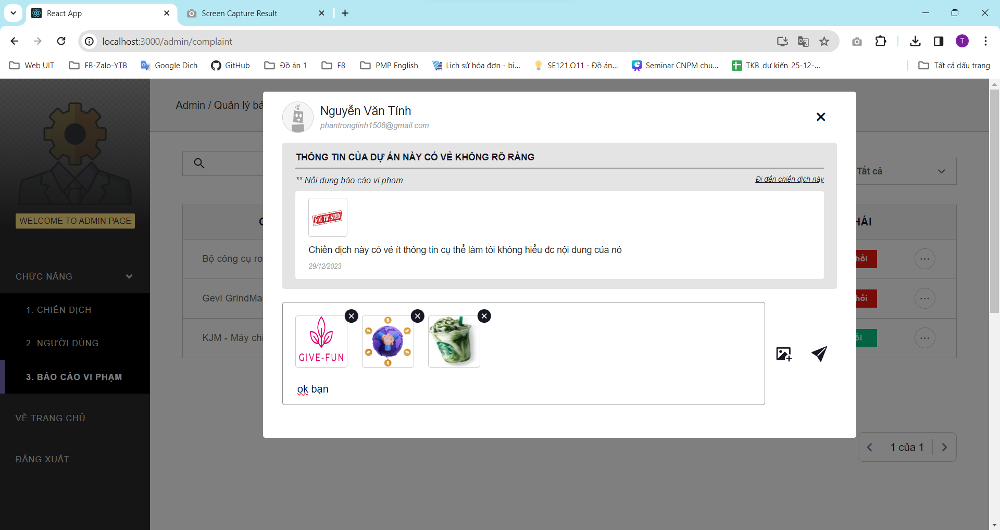 React App
Screen Capture Result
localhost:3000/admin/complaint
T
Web UIT
FB-Zalo-YTB
Google Dịch
GitHub
Đồ án 1
F8
PMP English
Lịch sử hóa đơn - bi...
SE121.O11 - Đồ án...
Seminar CNPM chu...
TKB_dự kiến_25-12-...
Tất cả dấu trang
Admin / Quản lý bá
Nguyễn Văn Tính
phantrongtinh1508@gmail.com
THÔNG TIN CỦA DỰ ÁN NÀY CÓ VẺ KHÔNG RÕ RÀNG
** Nội dung báo cáo vi phạm
Đi đến chiến dịch này
NOT TRUSTED
Chiến dịch này có vẻ ít thông tin cụ thể làm tôi không hiểu đc nội dung của nó
29/12/2023
GIVE-FUN
ok bạn
Tất cả
HÁI
WELCOME TO ADMIN PAGE
CHỨC NĂNG
1. CHIẾN DỊCH
2. NGƯỜI DÙNG
3. BÁO CÁO VI PHẠM
VỀ TRANG CHỦ
ĐĂNG XUẤT
Bộ công cụ ro
hồi
Gevi GrindMa
hồi
KJM - Máy chi
ồi
1 của 1